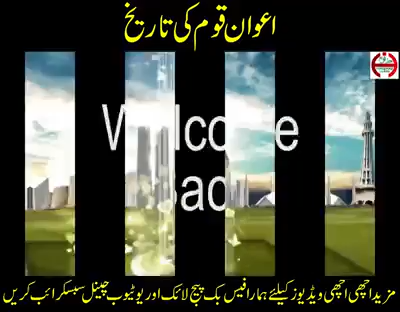 اعوان قوم کی تاریخ
Welcome
Back
مزید اچھی اچھی ویڈیوز کیلئے ہمارا فیس بک پیج لائک اور یوٹیوب چینل سبسکرائب کریں